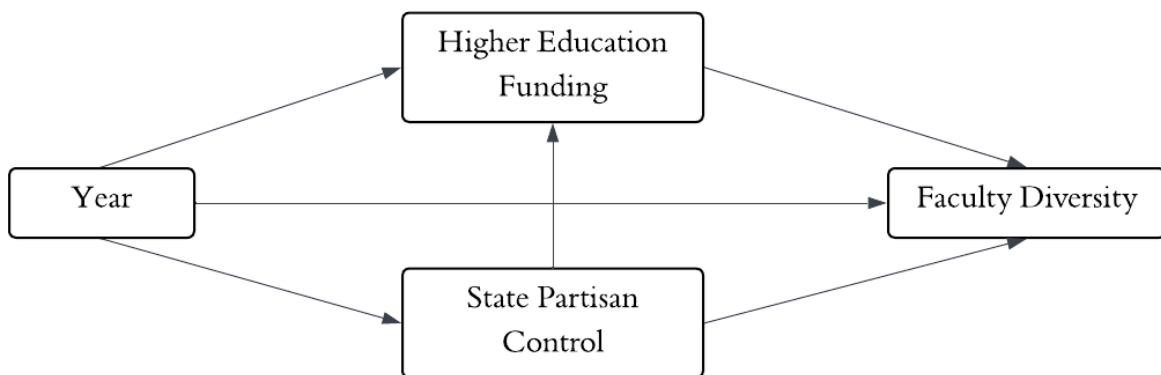 Higher Education
Funding
Year
Faculty Diversity
State Partisan
Control